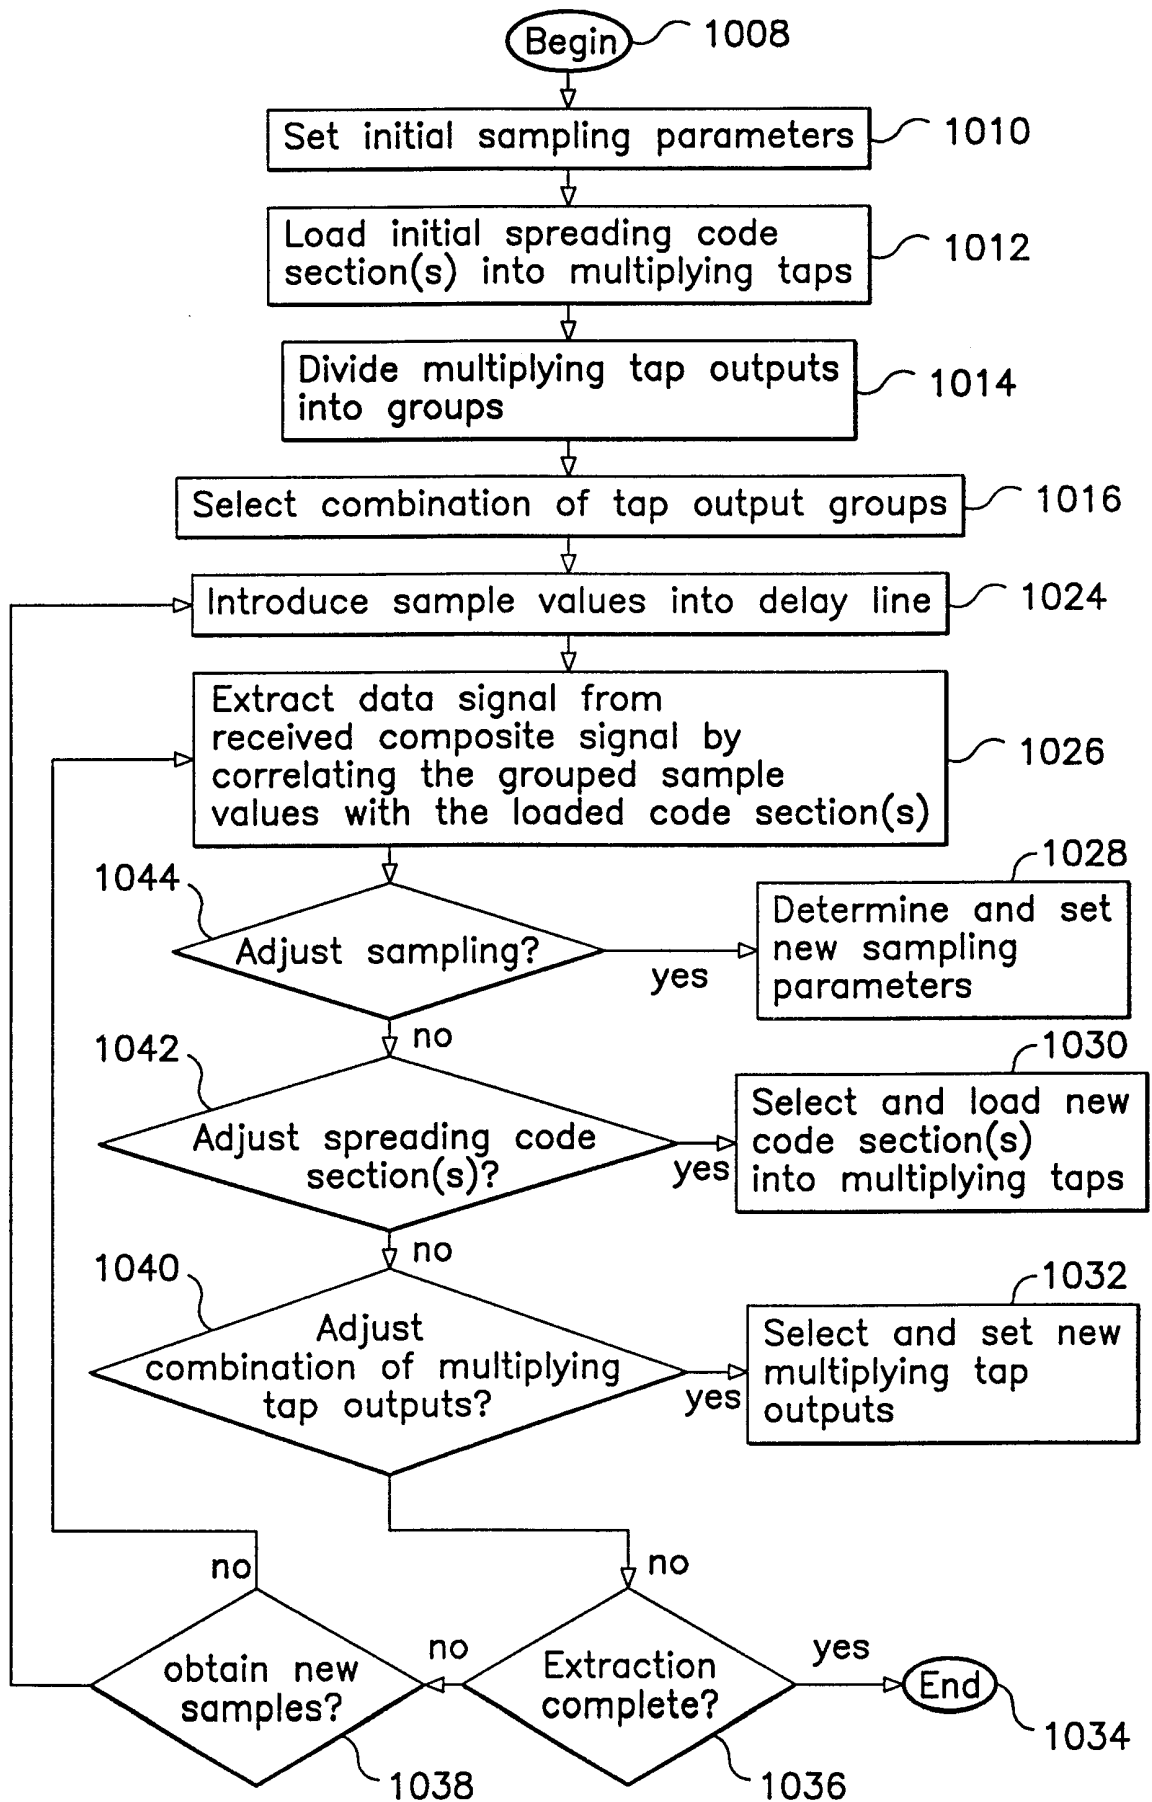 Begin
1008
Set initial sampling parameters
1010
Load initial spreading code
section(s) into multiplying taps
1012
Divide multiplying tap outputs
into groups
1014
Select combination of tap output groups
1016
Introduce sample values into delay line
1024
Extract data signal from
received composite signal by
correlating the grouped sample
values with the loaded code section(s)
1026
1044
Adjust sampling?
yes
1028
Determine and set
new sampling
parameters
no
1042
Adjust spreading code
section(s)?
yes
1030
Select and load new
code section(s)
into multiplying taps
no
1040
Adjust
combination of multiplying
tap outputs?
yes
1032
Select and set new
multiplying tap
outputs
no
no
obtain new
samples?
1038
no
Extraction
complete?
1036
yes
End
1034